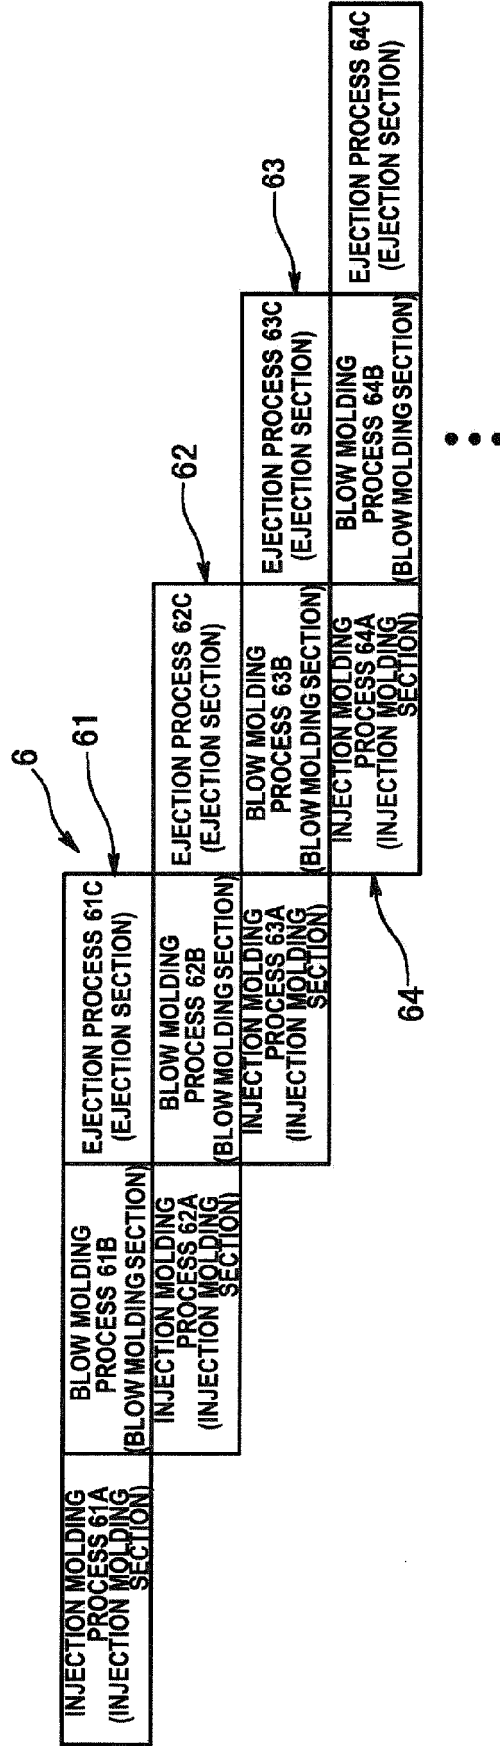 6
61
INJECTION MOLDING
PROCESS 61A
(INJECTION MOLDING
SECTION)
BLOW MOLDING
PROCESS 61B
(BLOW MOLDING SECTION)
EJECTION PROCESS 61C
(EJECTION SECTION)
62
INJECTION MOLDING
PROCESS 62A
(INJECTION MOLDING
SECTION)
BLOW MOLDING
PROCESS 62B
(BLOW MOLDING SECTION)
EJECTION PROCESS 62C
(EJECTION SECTION)
63
INJECTION MOLDING
PROCESS 63A
(INJECTION MOLDING
SECTION)
BLOW MOLDING
PROCESS 63B
(BLOW MOLDING SECTION)
EJECTION PROCESS 63C
(EJECTION SECTION)
64
INJECTION MOLDING
PROCESS 64A
(INJECTION MOLDING
SECTION)
BLOW MOLDING
PROCESS 64B
(BLOW MOLDING SECTION)
EJECTION PROCESS 64C
(EJECTION SECTION)